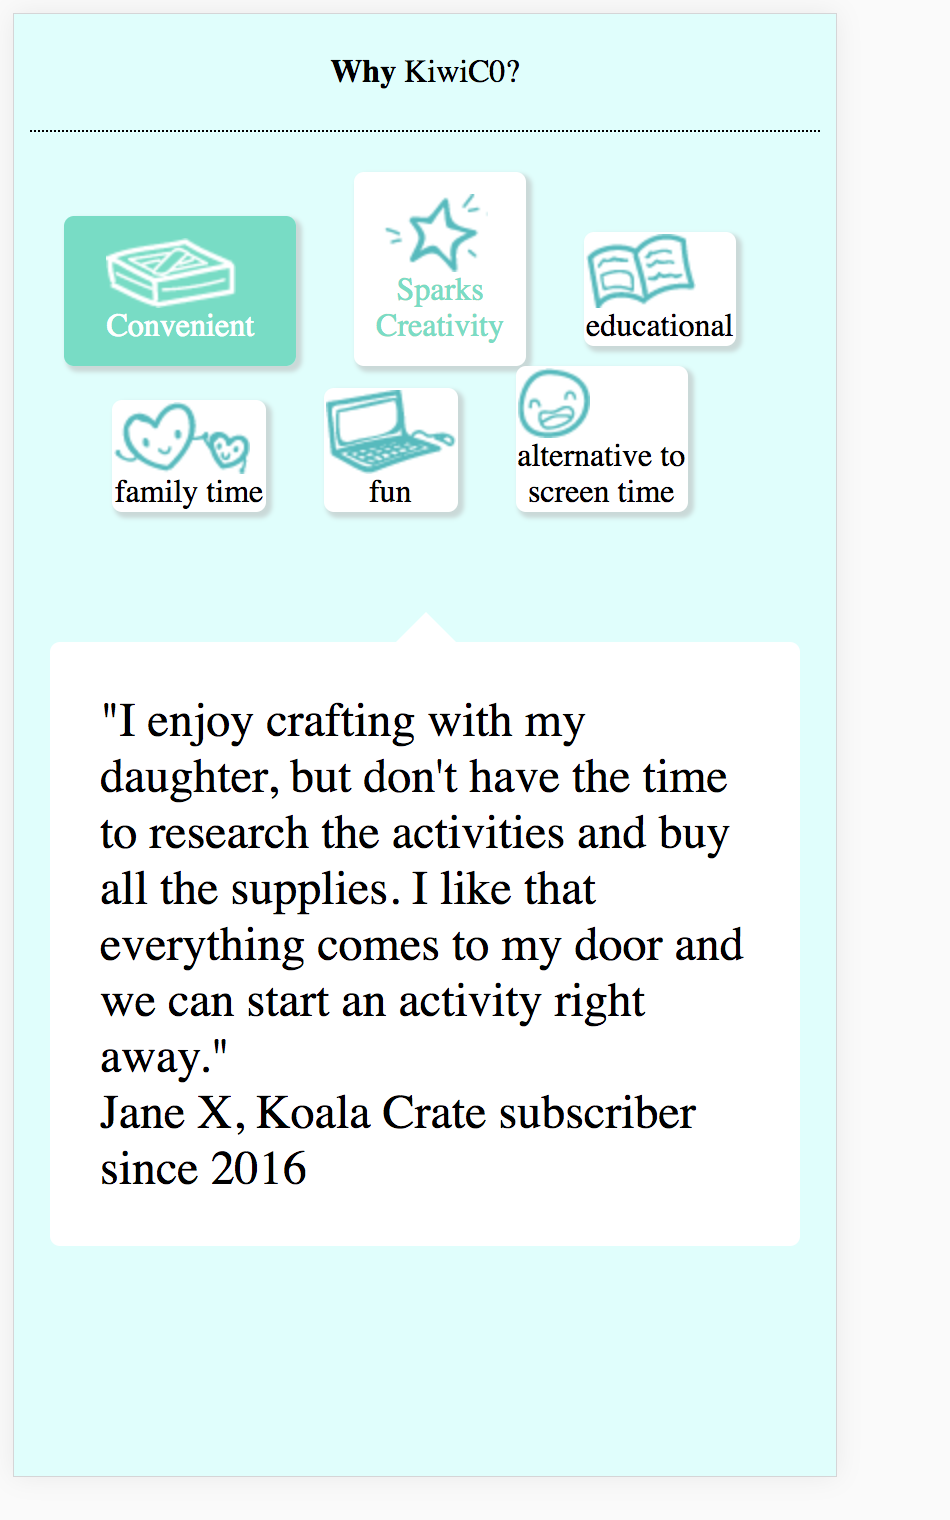 Why KiwiC0?
Convenient
Sparks
Creativity
educational
family time
fun
alternative to
screen time
"I enjoy crafting with my
daughter, but don't have the time
to research the activities and buy
all the supplies. I like that
everything comes to my door and
we can start an activity right
away."
Jane X, Koala Crate subscriber
since 2016